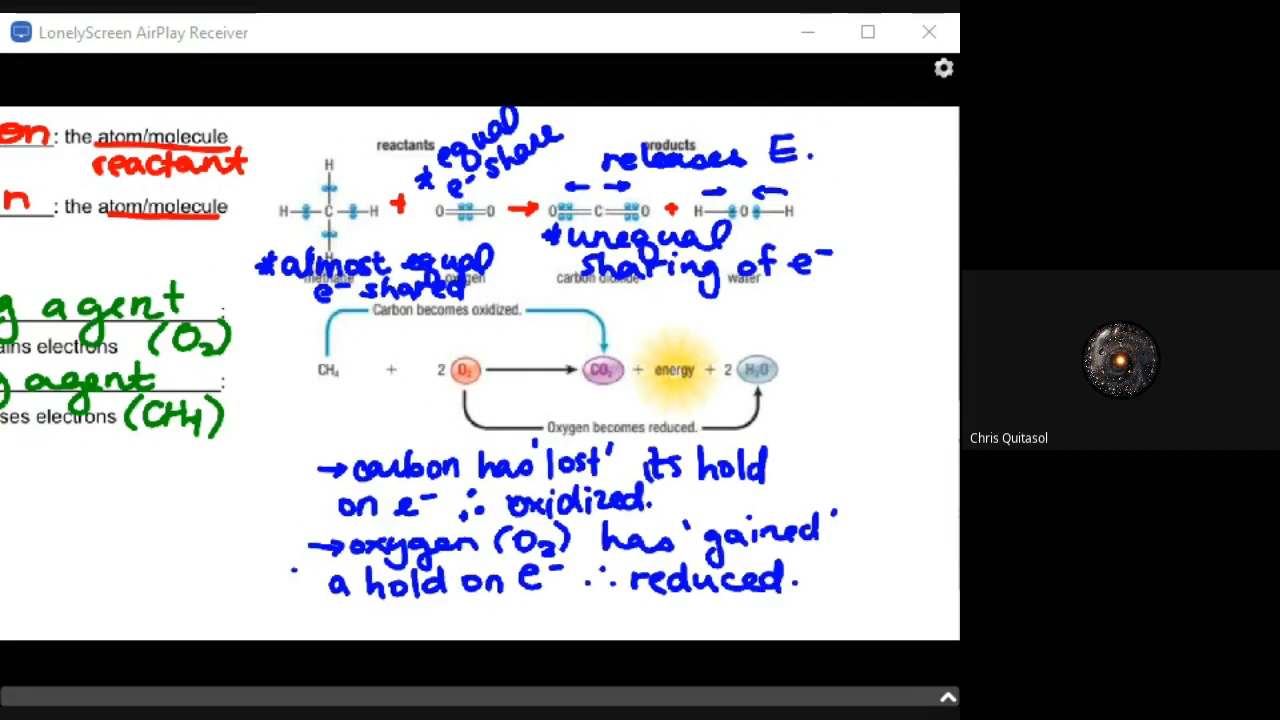 LonelyScreen AirPlay Receiver
on : the atom/molecule
reactant
n : the atom/molecule
g agent :
ains electrons (O₂)
g agent :
ses electrons (CH₄)
reactants
products
*equal
e⁻ share
releases E.
H
H C H + O O → O C O + H O H
H
*almost equal
e⁻ shared
*unequal
sharing of e⁻
methane oxygen carbon dioxide water
Carbon becomes oxidized.
CH₄ + 2 O₂ → CO₂ + energy + 2 H₂O
Oxygen becomes reduced.
→ carbon has 'lost' its hold
on e⁻ ∴ oxidized.
→ oxygen (O₂) has 'gained'
a hold on e⁻ ∴ reduced.
Chris Quitasol